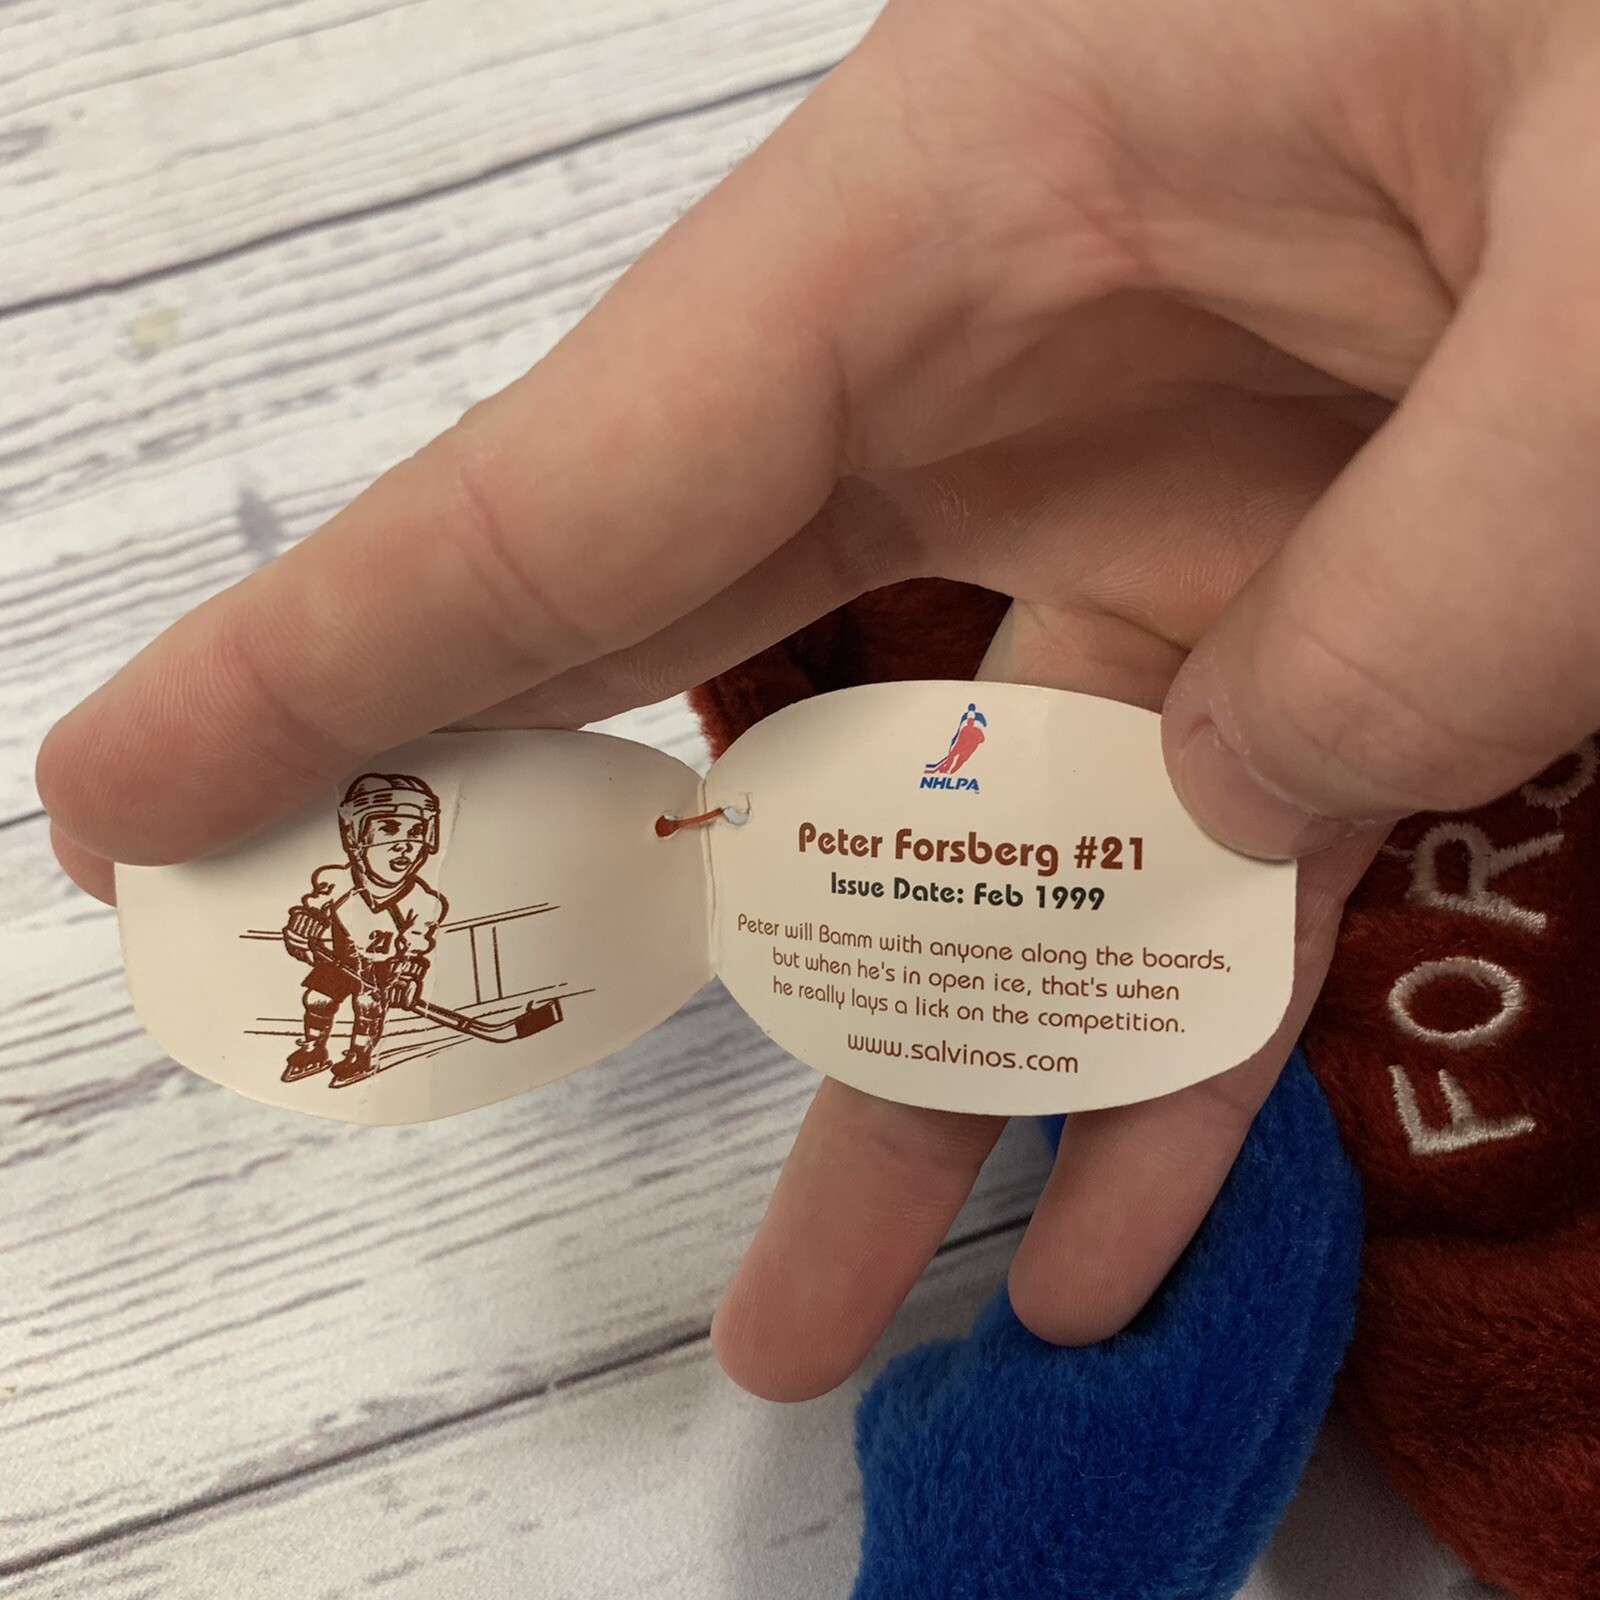 21
NHLPA
Peter Forsberg #21
Issue Date: Feb 1999
Peter will Bamm with anyone along the boards,
but when he's in open ice, that's when
he really lays a lick on the competition.
www.salvinos.com
FORS